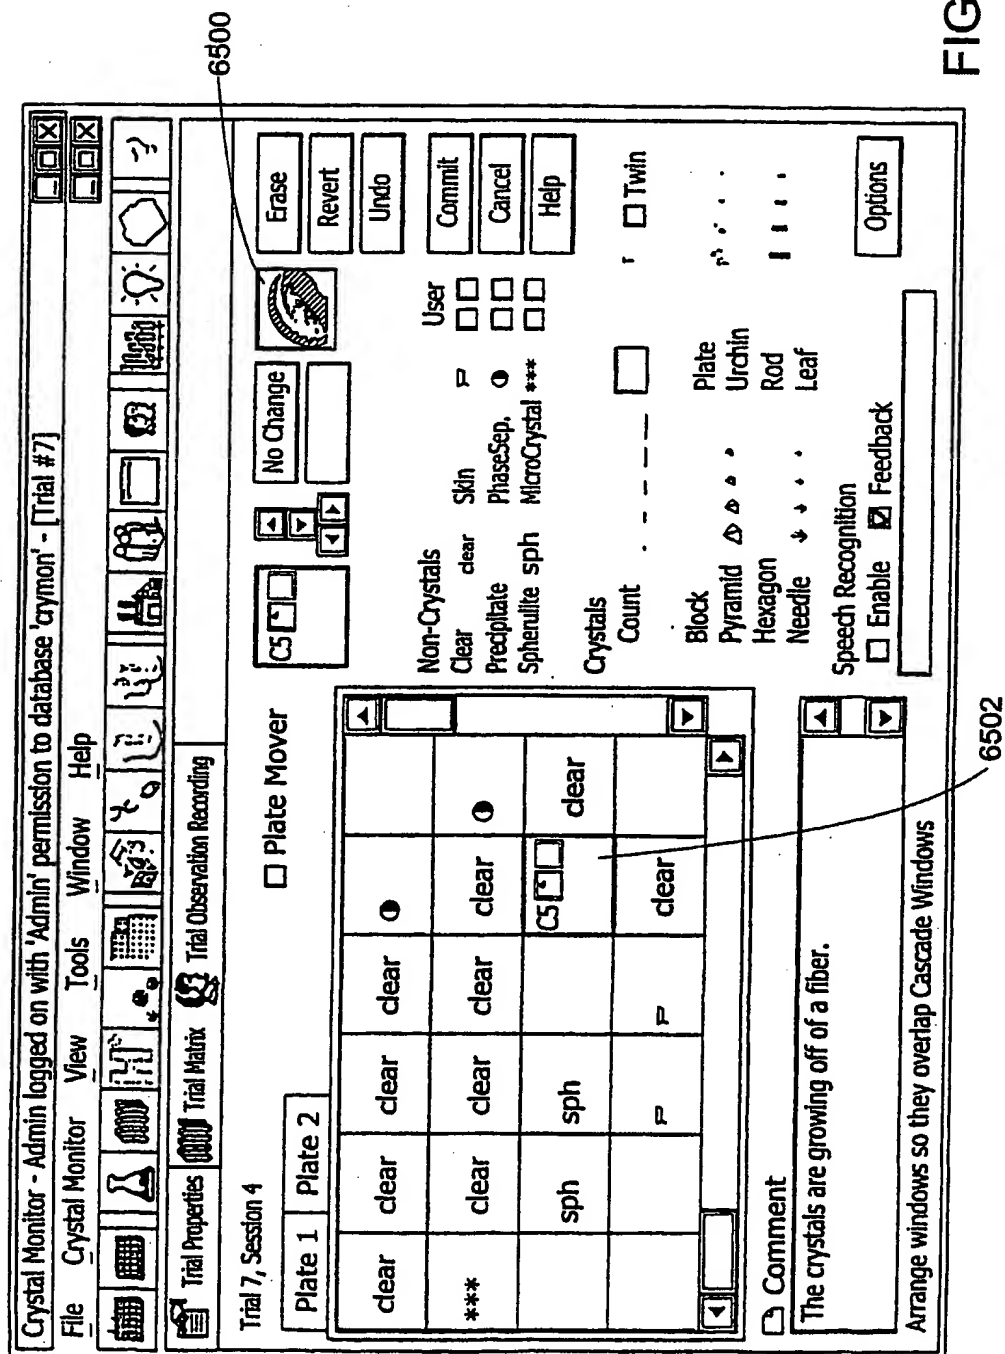 Crystal Monitor - Admin logged on with 'Admin' permission to database 'crymon' - [Trial #7]
File Crystal Monitor View Tools Window Help
Trial Properties Trial Matrix Trial Observation Recording
Trial 7, Session 4
Plate Mover
Plate 1 Plate 2
clear clear clear clear
*** clear clear clear clear
sph sph C5 clear
clear
Comment
The crystals are growing off of a fiber.
Arrange windows so they overlap Cascade Windows
C5
No Change
6500
Erase
Revert
Undo
Commit
Cancel
Help
Non-Crystals
User
Clear clear Skin
Precipitate PhaseSep.
Spherulite sph MicroCrystal ***
Crystals
Count
Twin
Block Plate
Pyramid Urchin
Hexagon Rod
Needle Leaf
Speech Recognition
Enable Feedback
Options
6502
FIG